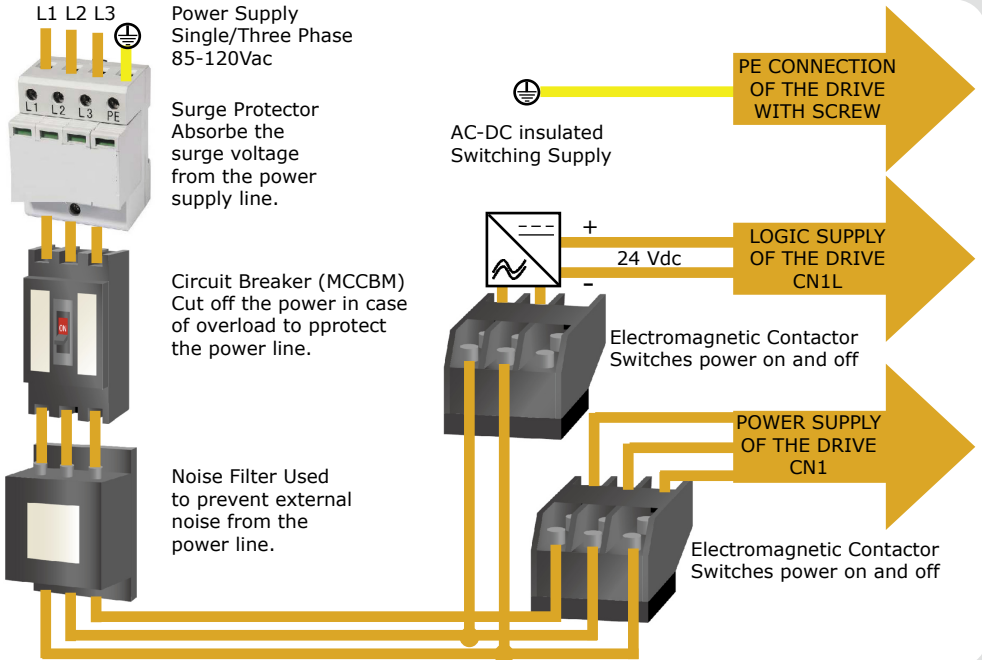 L1 L2 L3
Power Supply
Single/Three Phase
85-120Vac
L1 L2 L3 PE
Surge Protector
Absorbe the
surge voltage
from the power
supply line.
Circuit Breaker (MCCBM)
Cut off the power in case
of overload to pprotect
the power line.
ON
Noise Filter Used
to prevent external
noise from the
power line.
PE CONNECTION
OF THE DRIVE
WITH SCREW
AC-DC insulated
Switching Supply
+
24 Vdc
-
LOGIC SUPPLY
OF THE DRIVE
CN1L
Electromagnetic Contactor
Switches power on and off
POWER SUPPLY
OF THE DRIVE
CN1
Electromagnetic Contactor
Switches power on and off